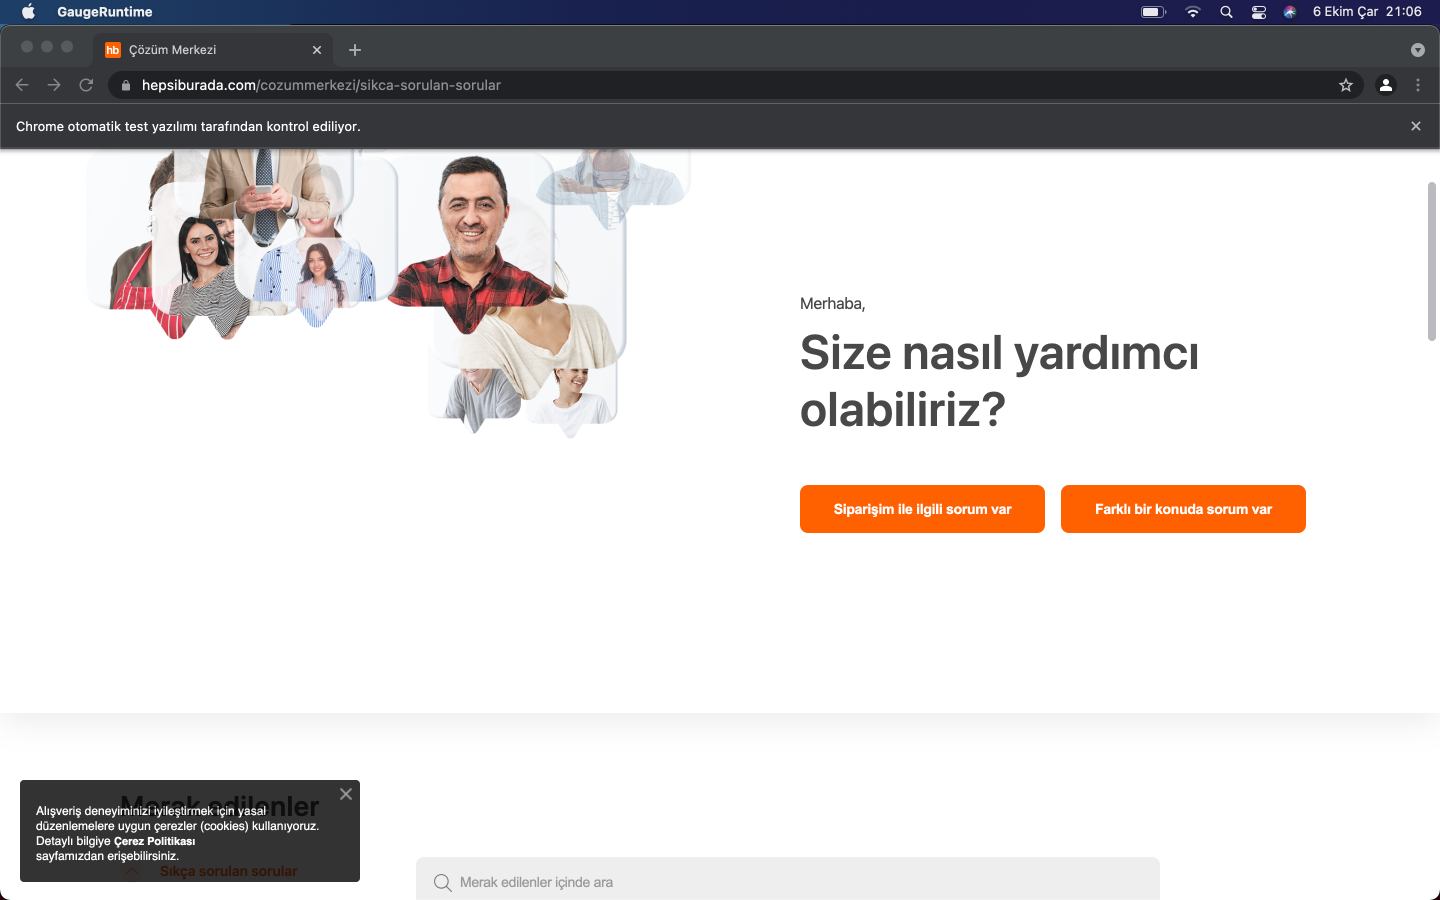 GaugeRuntime
6 Ekim Çar 21:06
hb Çözüm Merkezi
hepsiburada.com/cozummerkezi/sikca-sorulan-sorular
Chrome otomatik test yazılımı tarafından kontrol ediliyor.
Merhaba,
Size nasıl yardımcı
olabiliriz?
Siparişim ile ilgili sorum var
Farklı bir konuda sorum var
Merak edilenler
Alışveriş deneyiminizi iyileştirmek için yasal
düzenlemelere uygun çerezler (cookies) kullanıyoruz.
Detaylı bilgiye Çerez Politikası
sayfamızdan erişebilirsiniz.
Sıkça sorulan sorular
Merak edilenler içinde ara